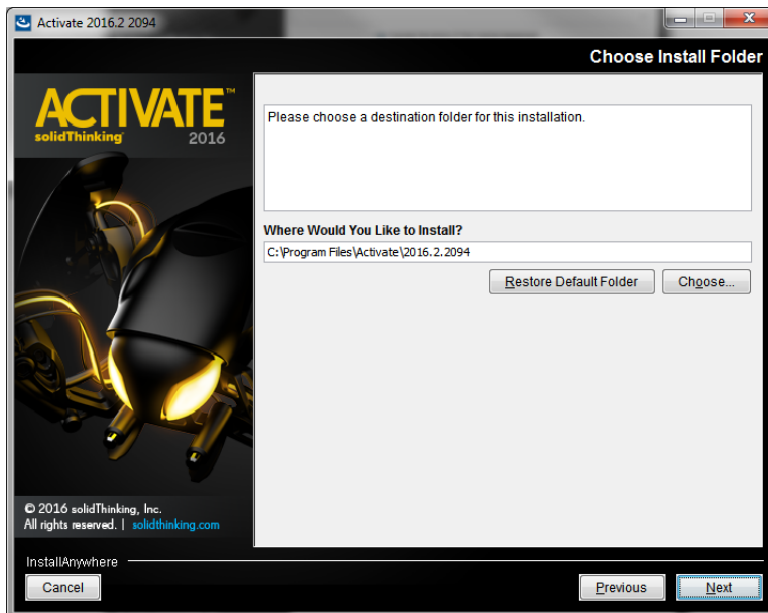 Activate 2016.2 2094
Choose Install Folder
ACTIVATE™
solidThinking®
2016
Please choose a destination folder for this installation.
Where Would You Like to Install?
C:\Program Files\Activate\2016.2.2094
Restore Default Folder
Choose...
© 2016 solidThinking, Inc.
All rights reserved. | solidthinking.com
InstallAnywhere
Cancel
Previous
Next